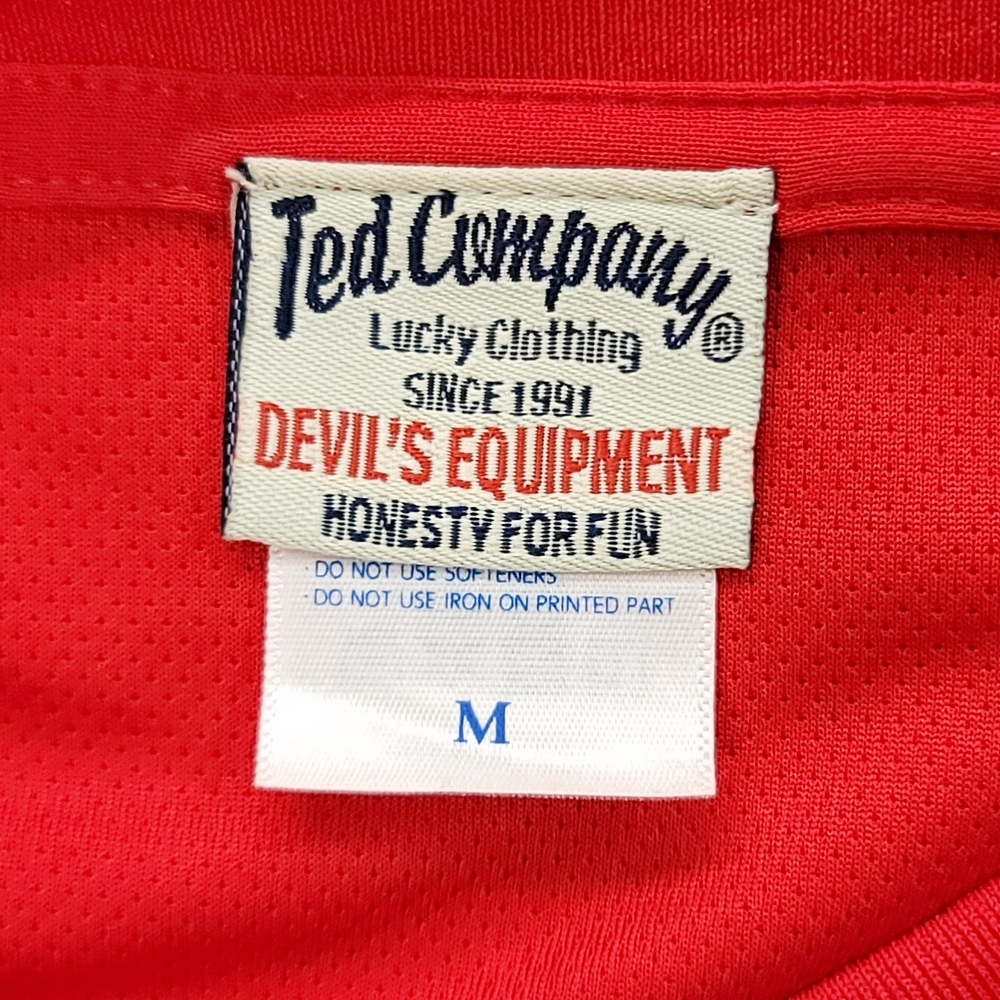 Ted Company®
Lucky Clothing
SINCE 1991
DEVIL'S EQUIPMENT
HONESTY FOR FUN
· DO NOT USE SOFTENERS
· DO NOT USE IRON ON PRINTED PART
M